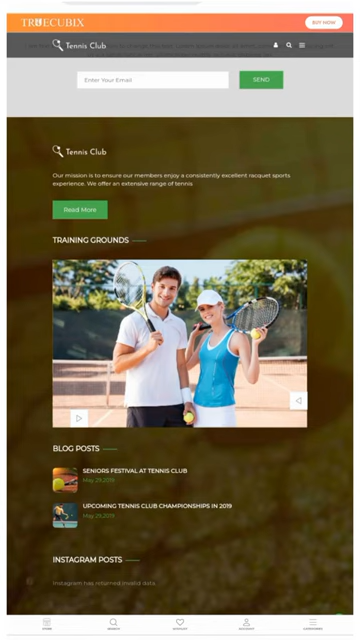 TRUECUBIX
BUY NOW
Tennis Club
Enter Your Email
SEND
Tennis Club
Our mission is to ensure our members enjoy a consistently excellent racquet sports
experience. We offer an extensive range of tennis
Read More
TRAINING GROUNDS
BLOG POSTS
SENIORS FESTIVAL AT TENNIS CLUB
May 29,2019
UPCOMING TENNIS CLUB CHAMPIONSHIPS IN 2019
May 29,2019
INSTAGRAM POSTS
Instagram has returned invalid data.